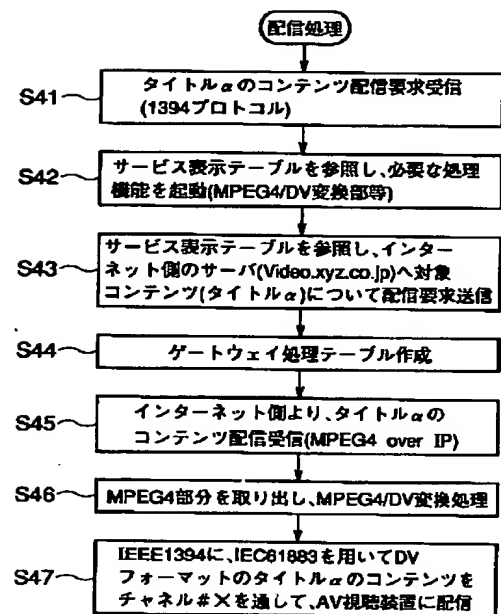 配信処理
S41
タイトルαのコンテンツ配信要求受信
(1394プロトコル)
S42
サービス表示テーブルを参照し、必要な処理
機能を起動(MPEG4/DV変換部等)
S43
サービス表示テーブルを参照し、インター
ネット側のサーバ(Video.xyz.co.jp)へ対象
コンテンツ(タイトルα)について配信要求送信
S44
ゲートウェイ処理テーブル作成
S45
インターネット側より、タイトルαの
コンテンツ配信受信(MPEG4 over IP)
S46
MPEG4部分を取り出し、MPEG4/DV変換処理
S47
IEEE1394に、IEC61883を用いてDV
フォーマットのタイトルαのコンテンツを
チャネル#Xを通して、AV視聴装置に配信